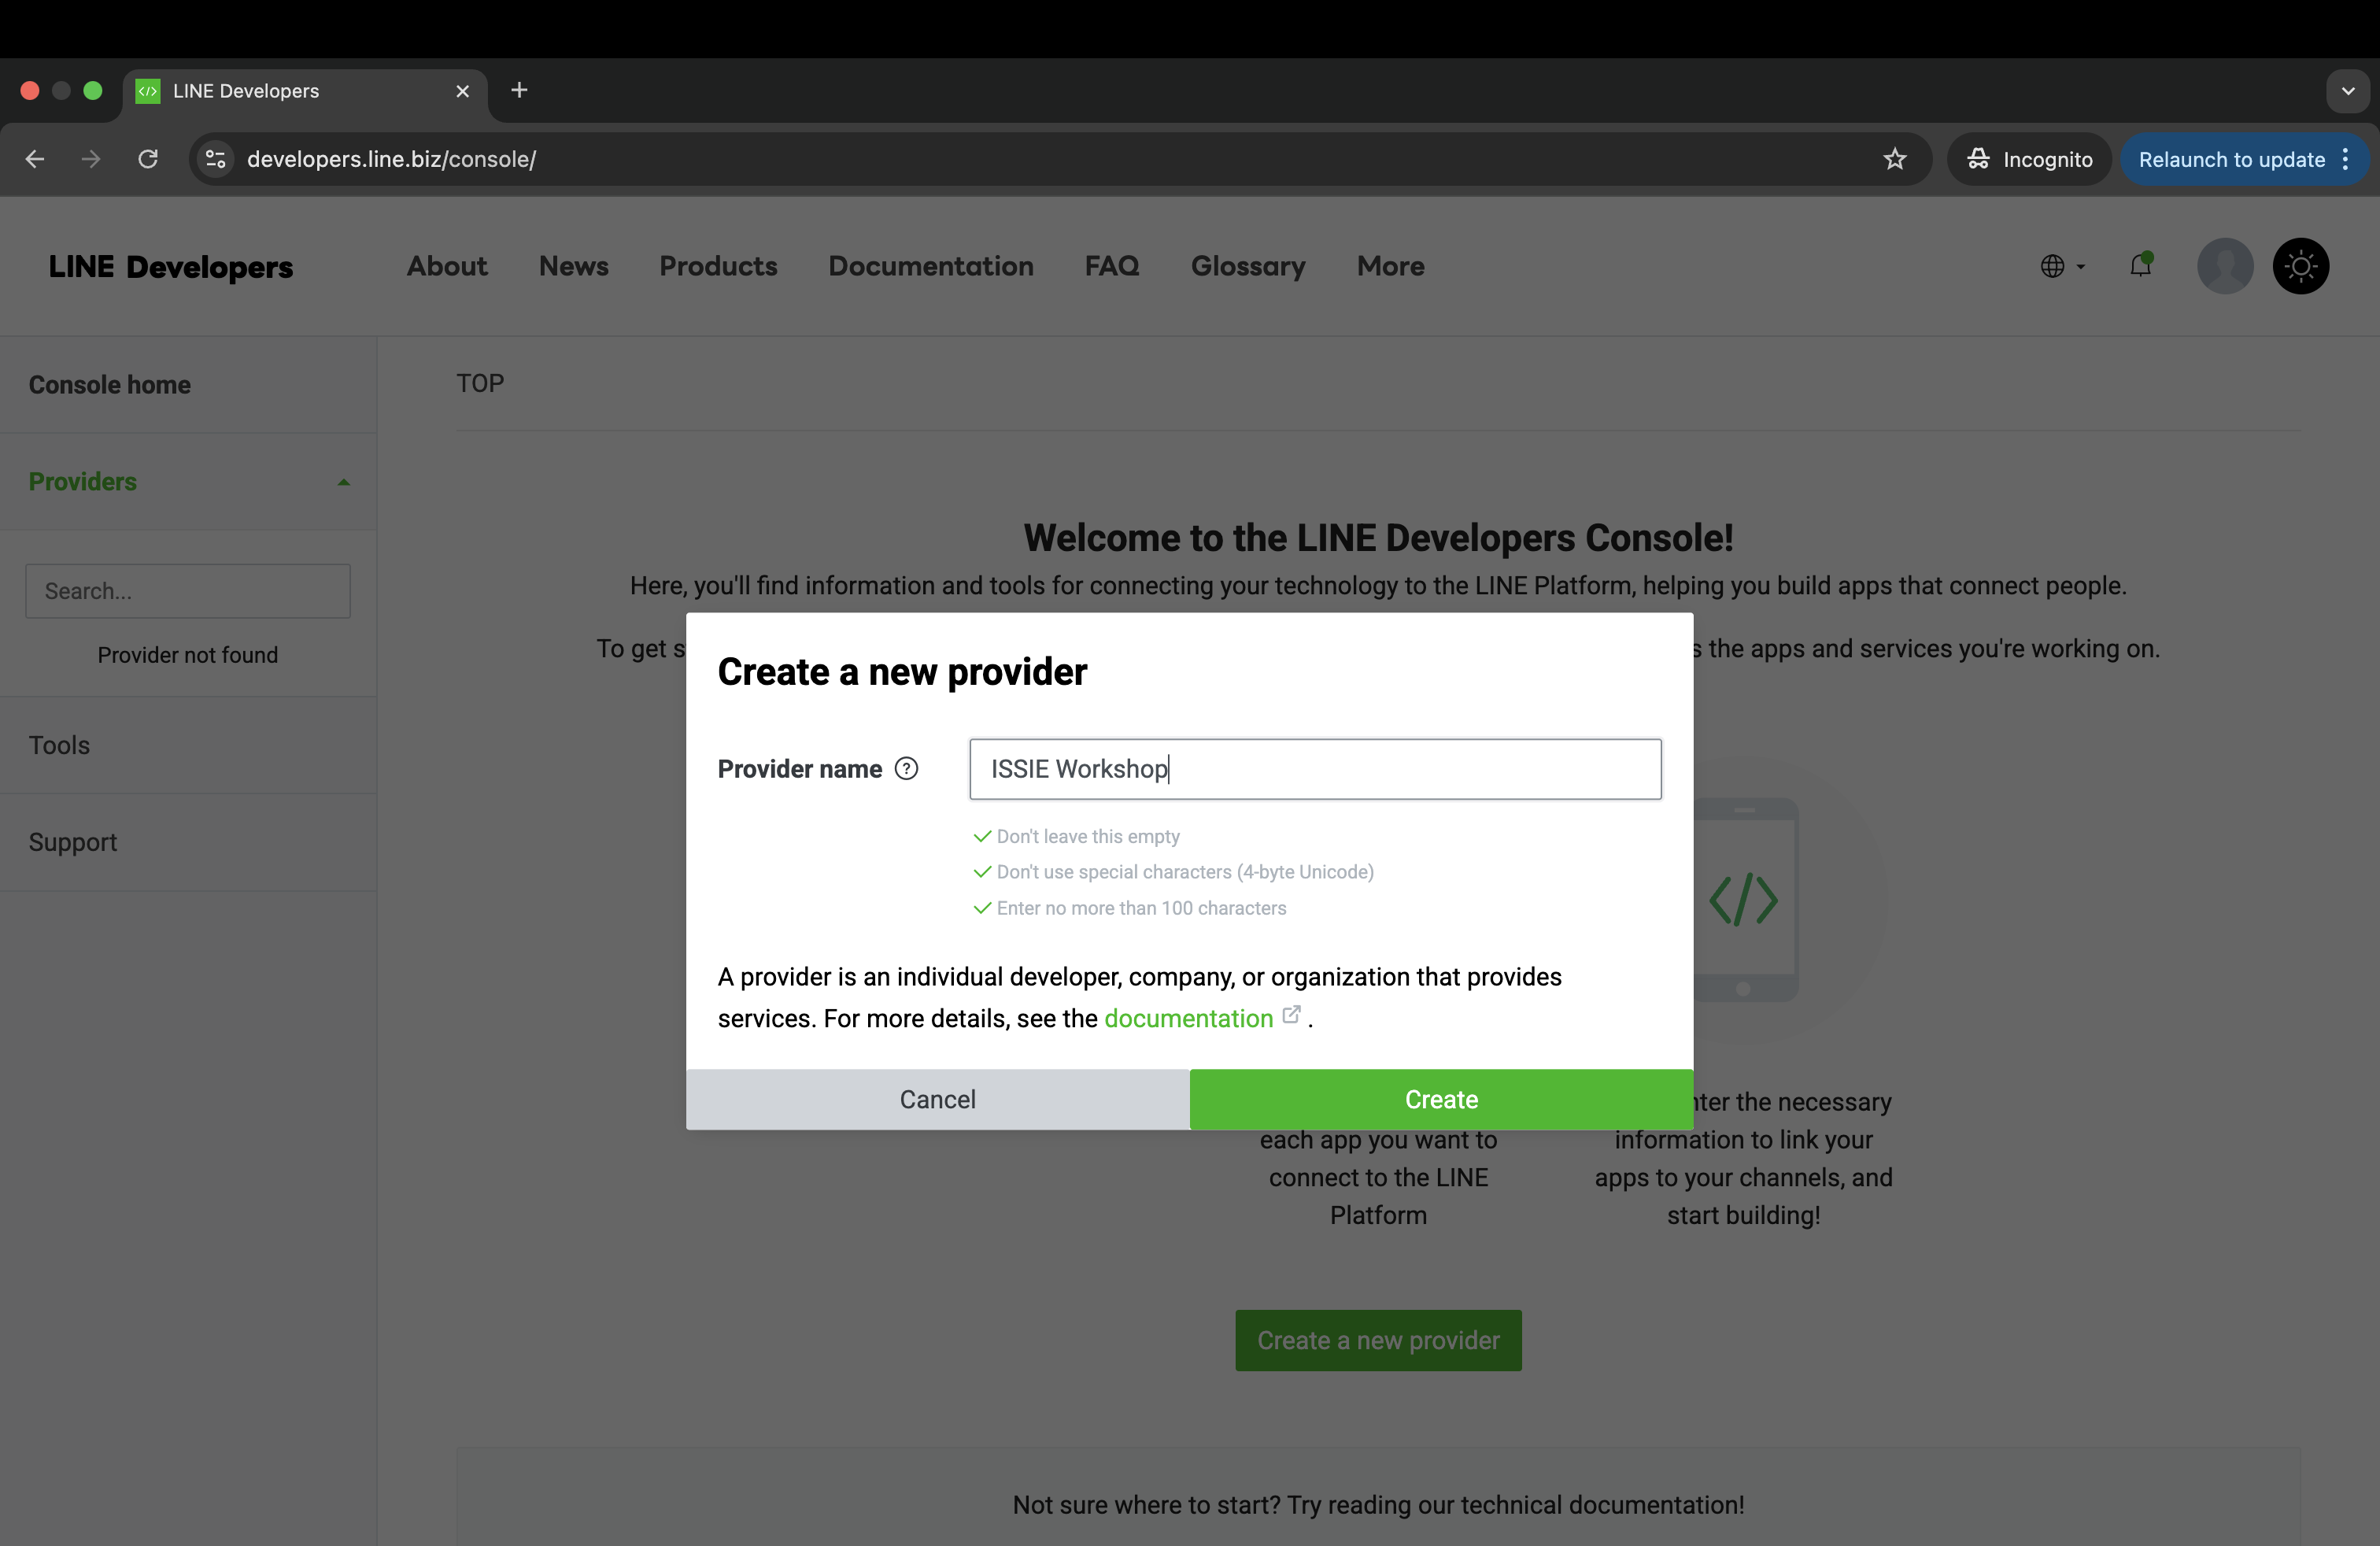 LINE Developers
developers.line.biz/console/
Incognito
Relaunch to update
LINE Developers
About
News
Products
Documentation
FAQ
Glossary
More
Console home
Providers
Search...
Provider not found
Tools
Support
TOP
Welcome to the LINE Developers Console!
Here, you'll find information and tools for connecting your technology to the LINE Platform, helping you build apps that connect people.
To get s
the apps and services you're working on.
Create a new provider
Provider name
ISSIE Workshop
Don't leave this empty
Don't use special characters (4-byte Unicode)
Enter no more than 100 characters
A provider is an individual developer, company, or organization that provides
services. For more details, see the documentation .
Cancel
Create
each app you want to
connect to the LINE
Platform
nter the necessary
information to link your
apps to your channels, and
start building!
Create a new provider
Not sure where to start? Try reading our technical documentation!